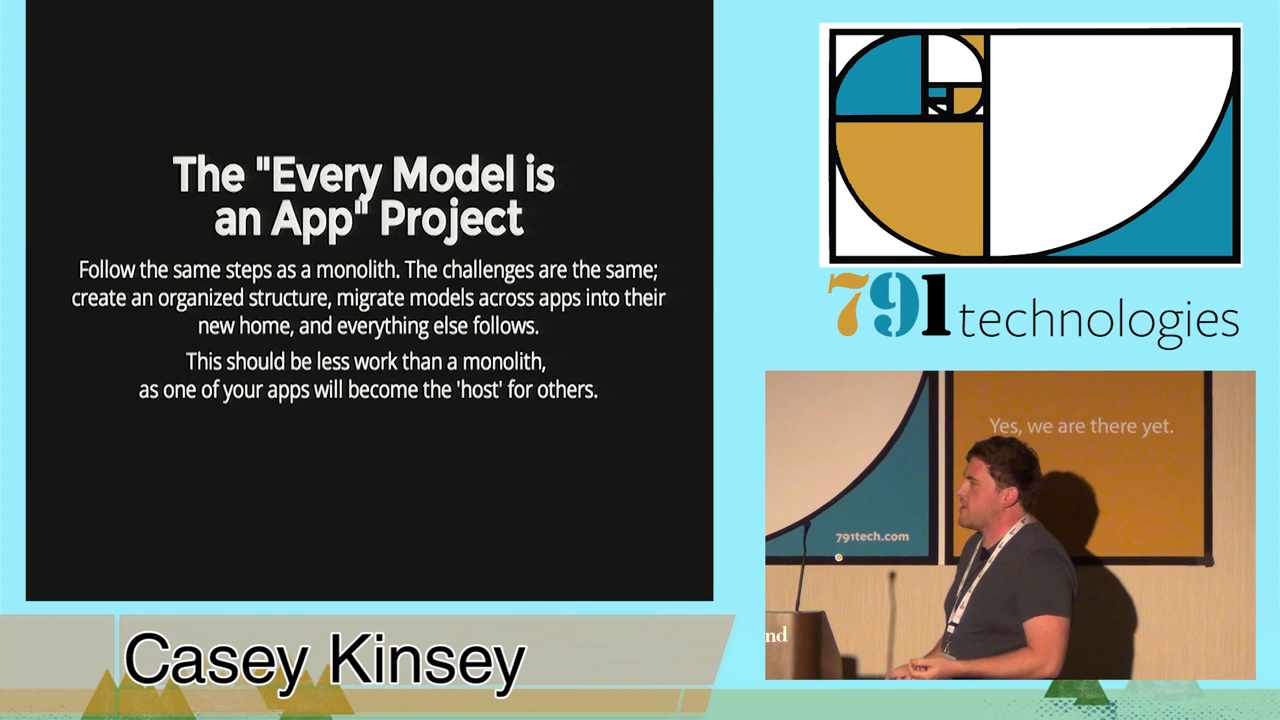 The "Every Model is
an App" Project
Follow the same steps as a monolith. The challenges are the same;
create an organized structure, migrate models across apps into their
new home, and everything else follows.
This should be less work than a monolith,
as one of your apps will become the 'host' for others.
791 technologies
Yes, we are there yet.
791tech.com
nd
Casey Kinsey